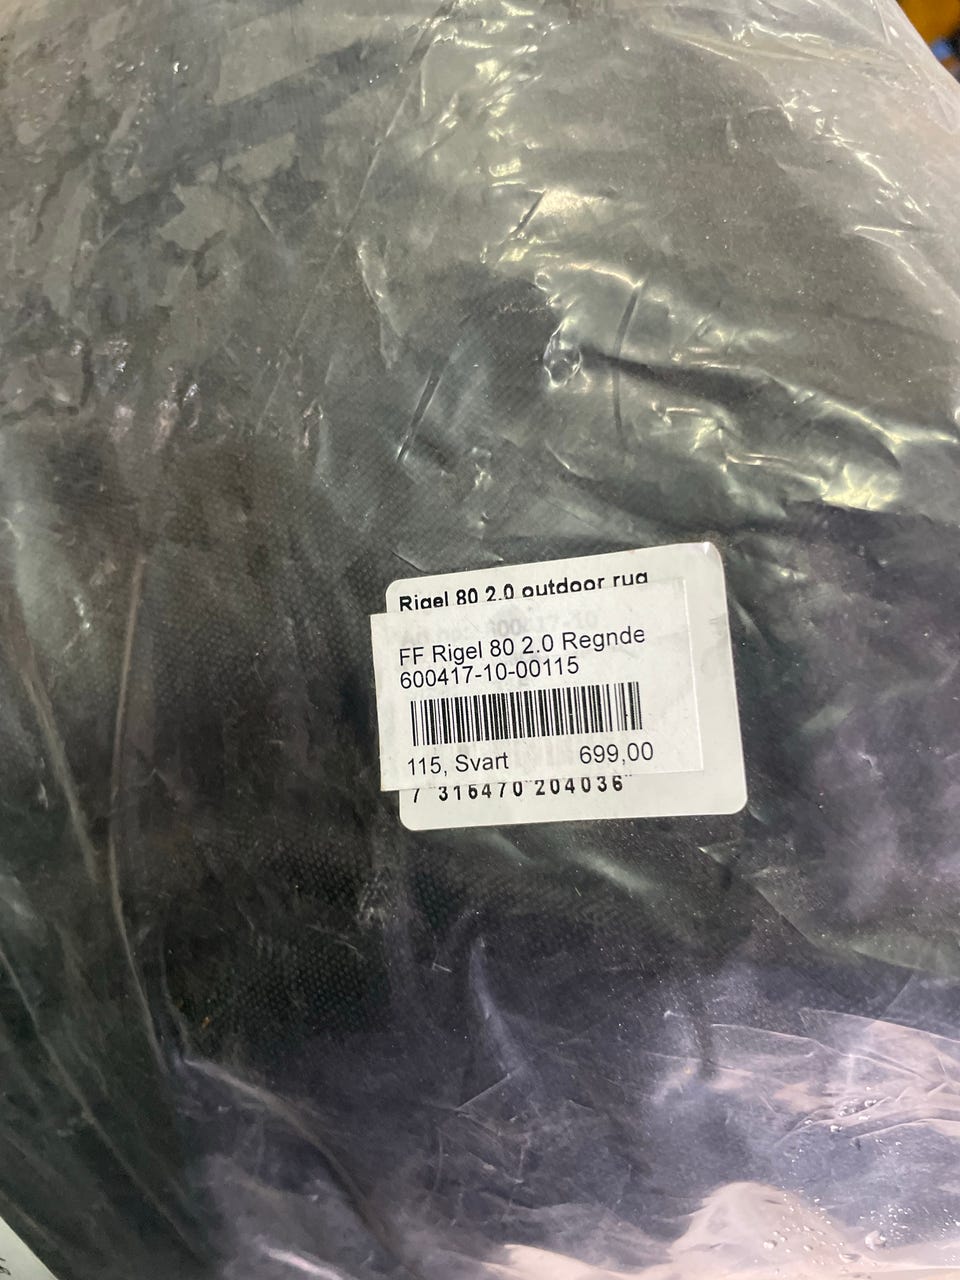 Rigel 80 2.0 outdoor rug
FF Rigel 80 2.0 Regnde
600417-10-00115
115, Svart 699,00
7 316470 204036